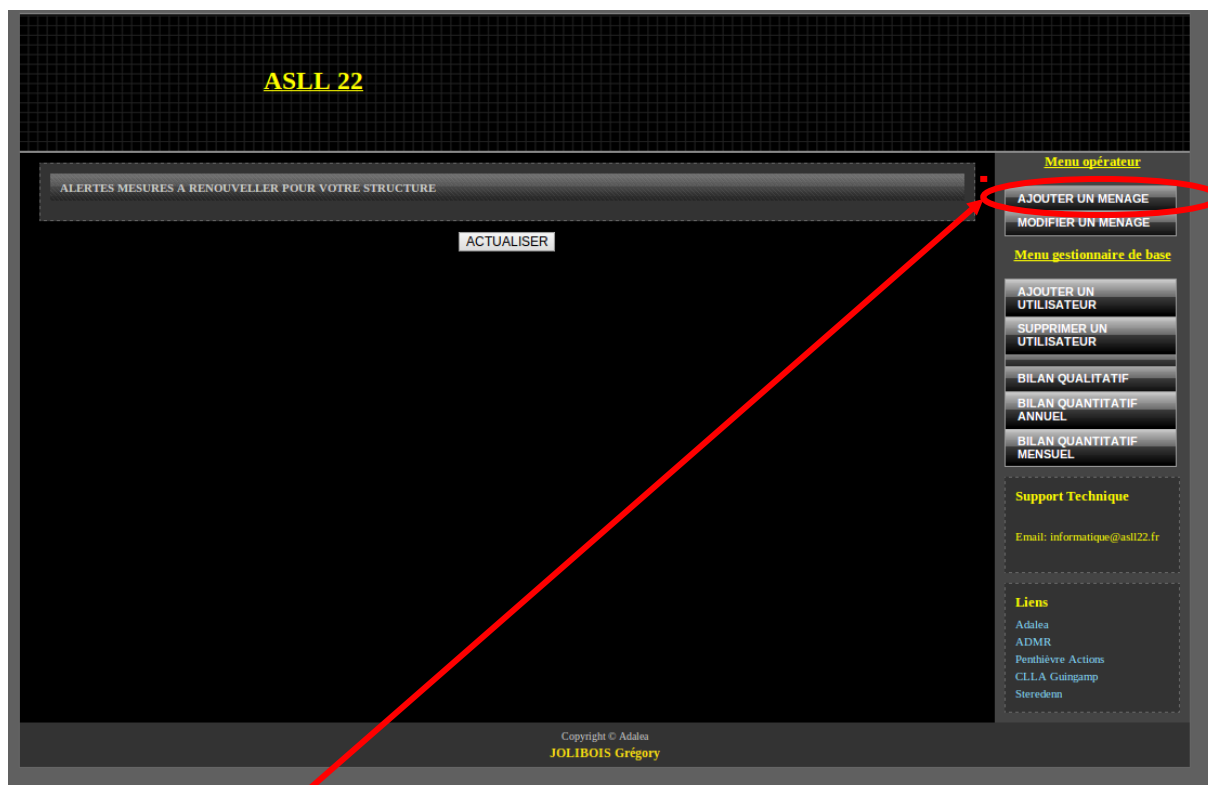 ASLL 22
ALERTES MESURES A RENOUVELLER POUR VOTRE STRUCTURE
ACTUALISER
Menu opérateur
AJOUTER UN MENAGE
MODIFIER UN MENAGE
Menu gestionnaire de base
AJOUTER UN
UTILISATEUR
SUPPRIMER UN
UTILISATEUR
BILAN QUALITATIF
BILAN QUANTITATIF
ANNUEL
BILAN QUANTITATIF
MENSUEL
Support Technique
Email: informatique@asll22.fr
Liens
Adalea
ADMR
Penthièvre Actions
CLLA Guingamp
Steredenn
Copyright © Adalea
JOLIBOIS Grégory